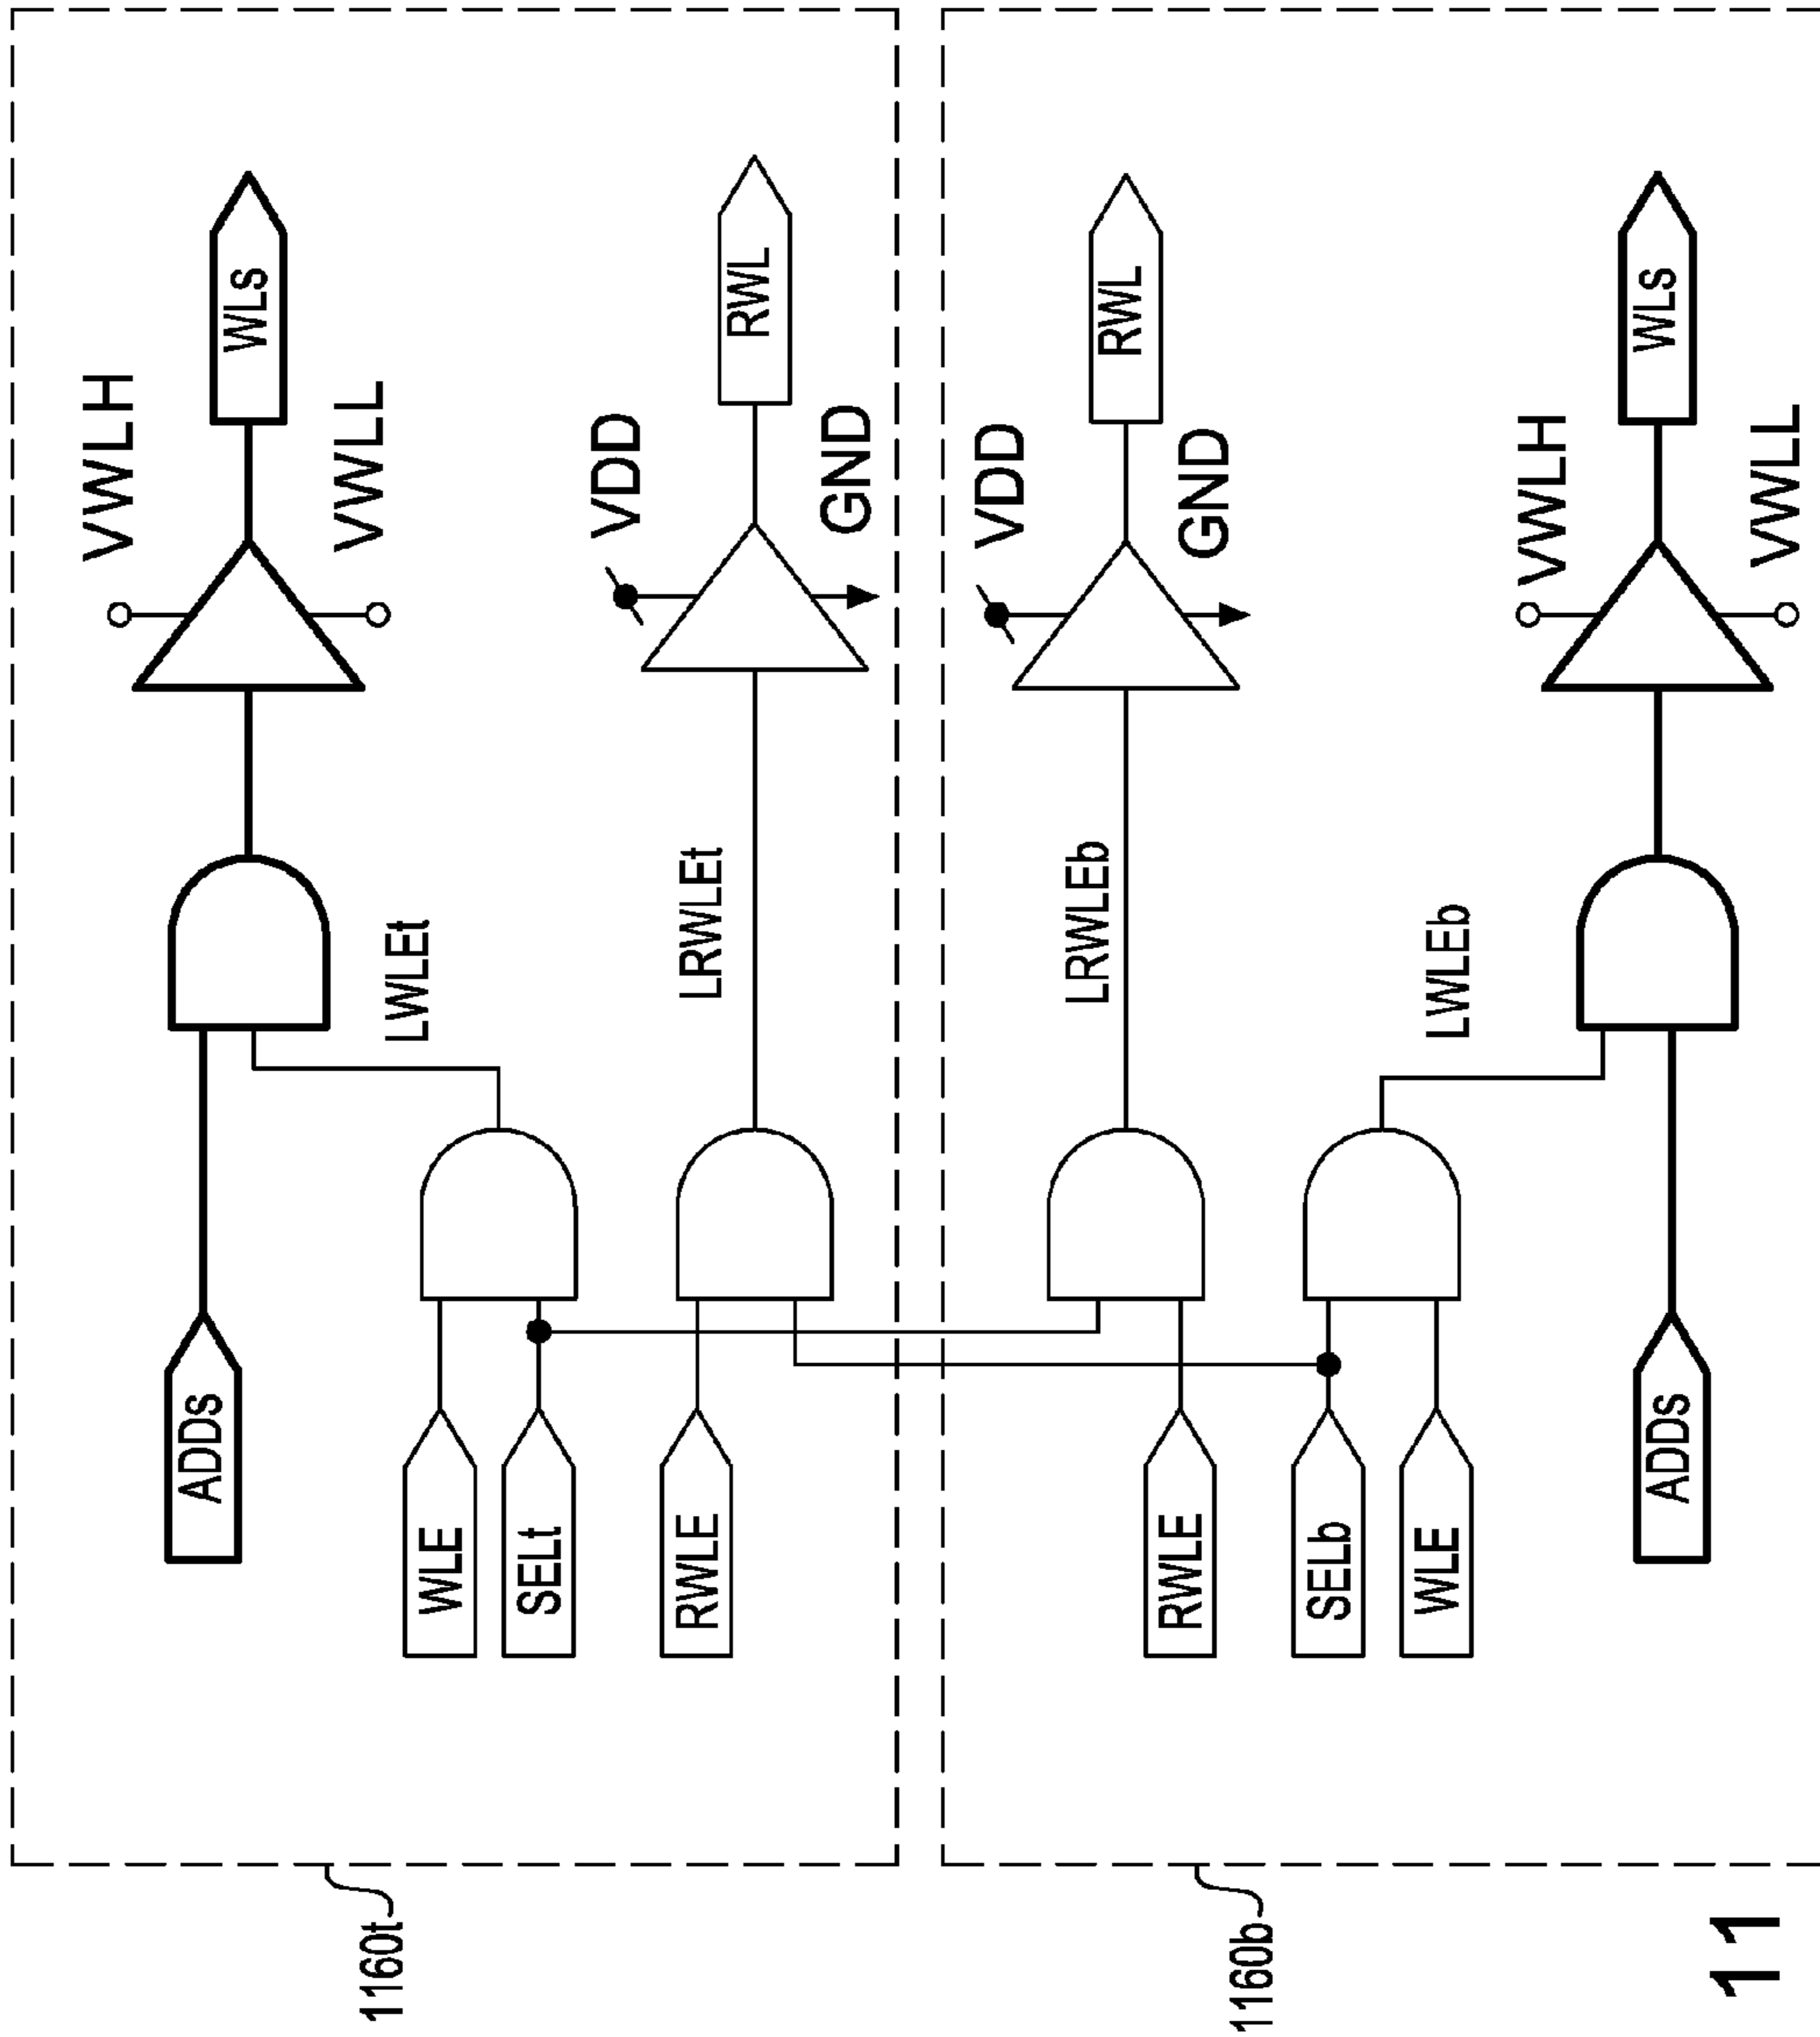 1160t
ADDs
WLE
SELt
RWLE
LWLEt
LRWLEt
VWLH
VWLL
WLs
VDD
GND
RWL
1160b
RWLE
SELb
WLE
ADDs
LRWLEb
LWLEb
VDD
GND
RWL
VWLH
VWLL
WLs
11